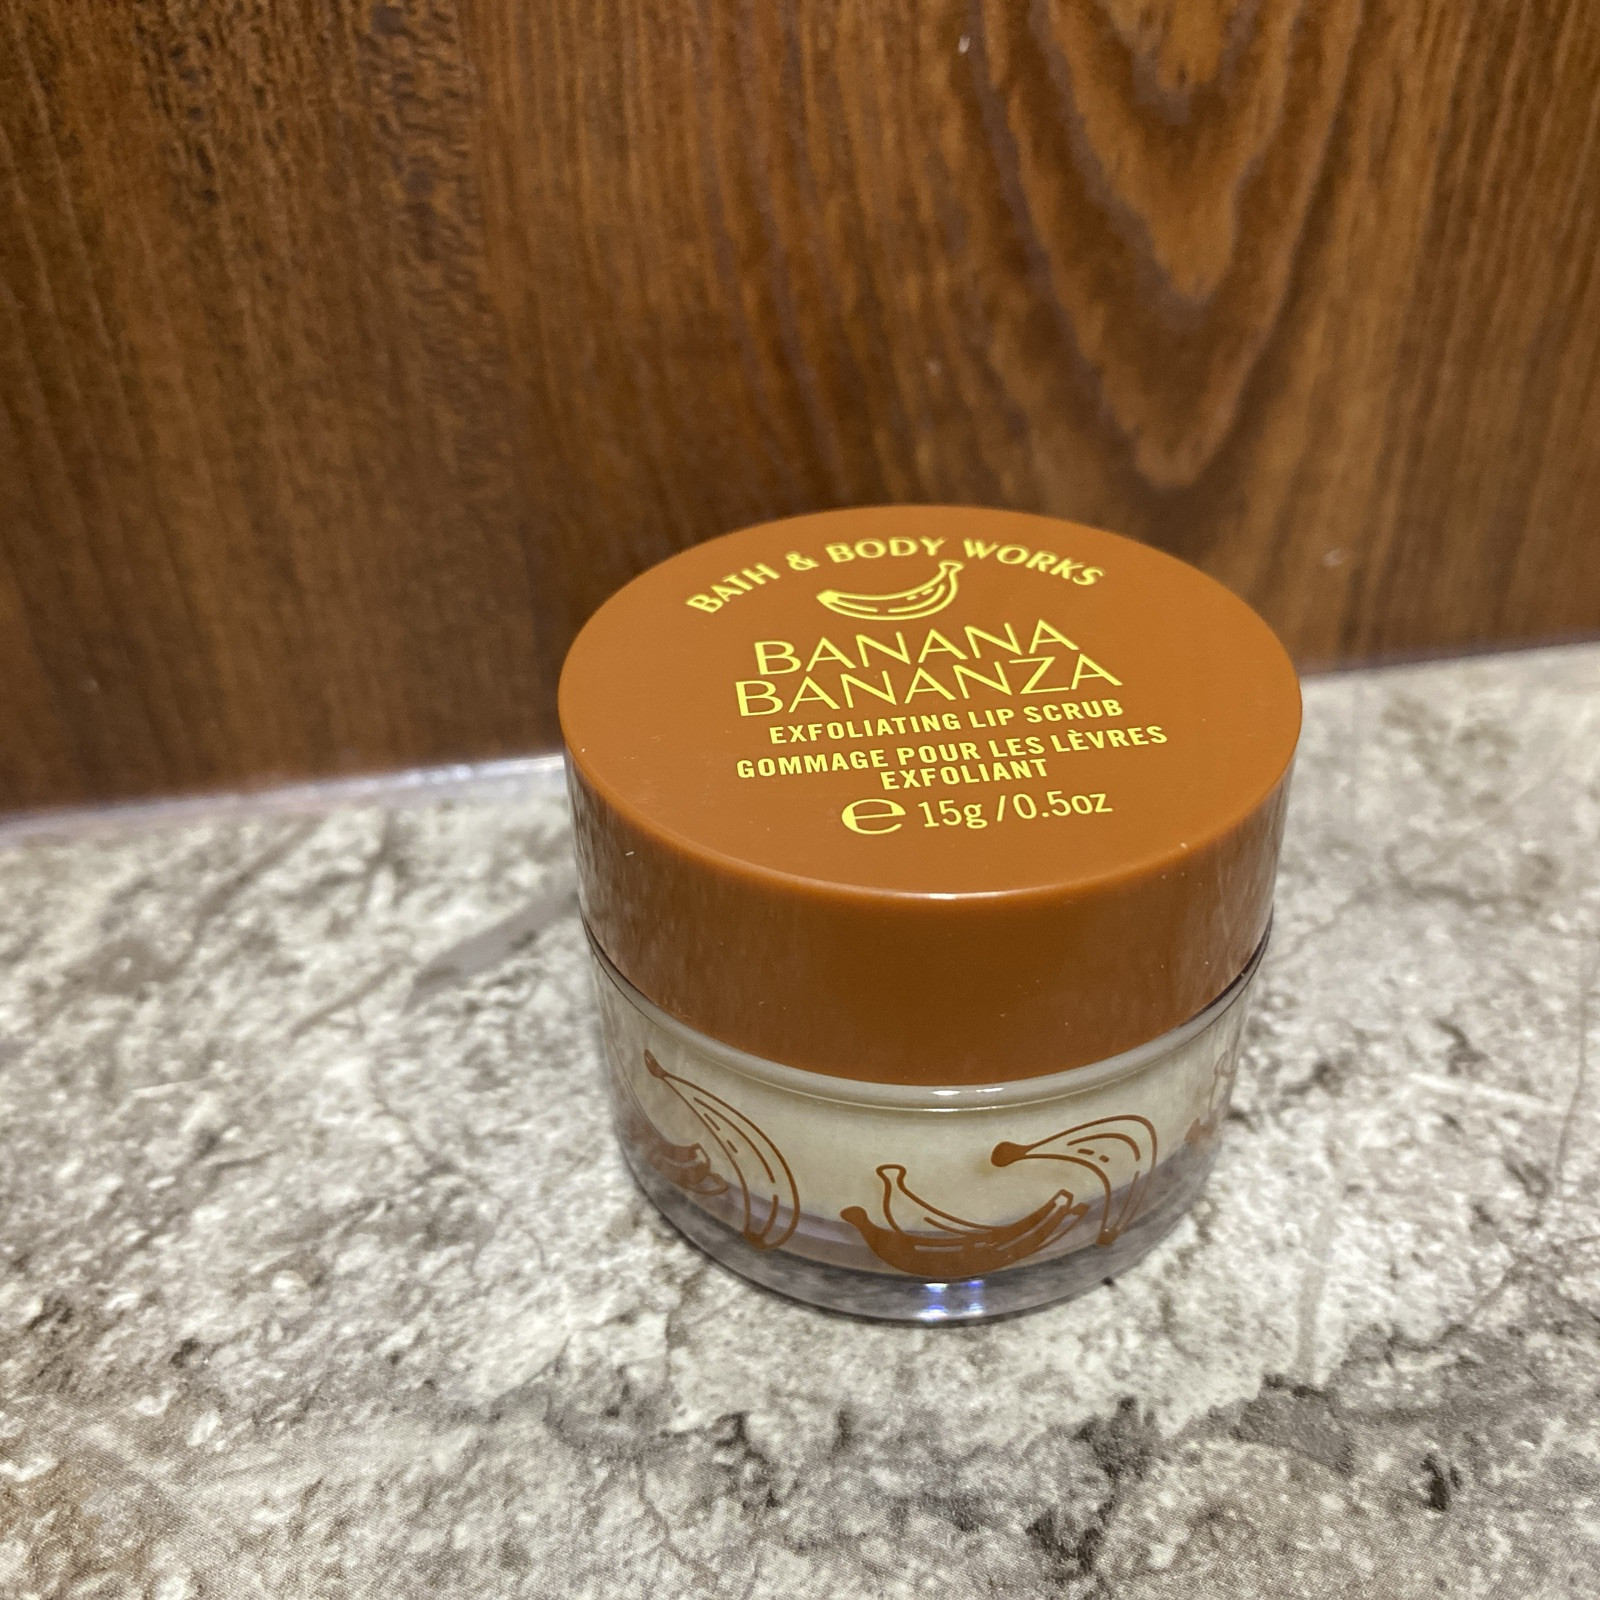 BATH & BODY WORKS
BANANA
BANANZA
EXFOLIATING LIP SCRUB
GOMMAGE POUR LES LÈVRES
EXFOLIANT
℮ 15g / 0.5oz